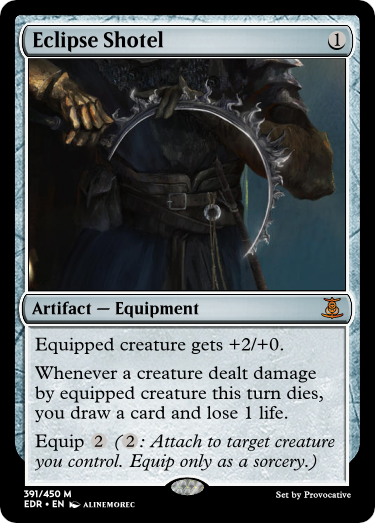 Eclipse Shotel 1
Artifact — Equipment
Equipped creature gets +2/+0.
Whenever a creature dealt damage
by equipped creature this turn dies,
you draw a card and lose 1 life.
Equip 2 (2: Attach to target creature
you control. Equip only as a sorcery.)
391/450 M
EDR • EN ALINEMOREC
Set by Provocative